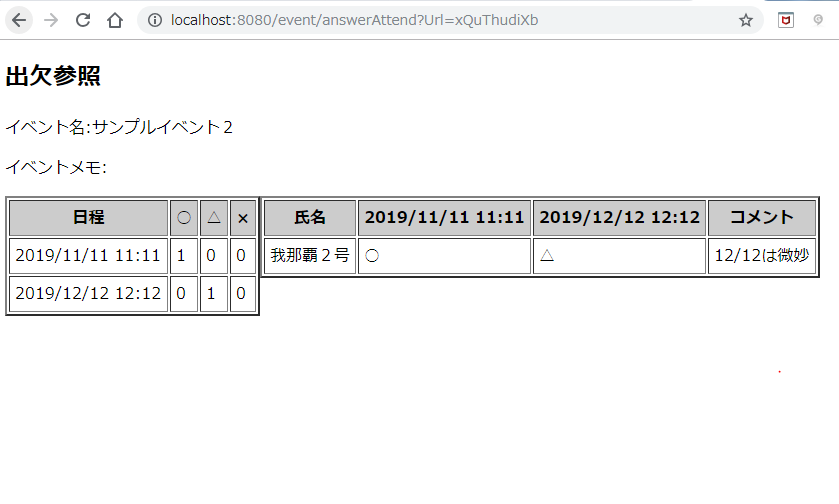 localhost:8080/event/answerAttend?Url=xQuThudiXb
出欠参照
イベント名:サンプルイベント２
イベントメモ:
日程 ○ △ ×
2019/11/11 11:11 1 0 0
2019/12/12 12:12 0 1 0
氏名 2019/11/11 11:11 2019/12/12 12:12 コメント
我那覇２号 ○ △ 12/12は微妙